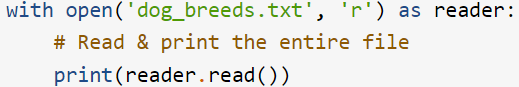 with open('dog_breeds.txt', 'r') as reader:
    # Read & print the entire file
    print(reader.read())